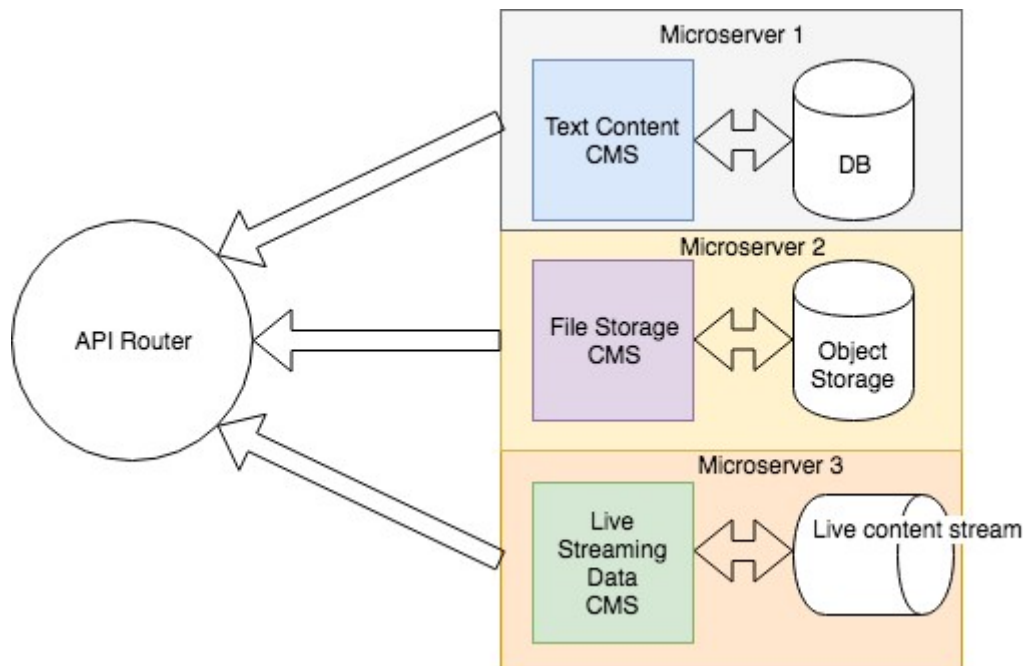 Microserver 1
Text Content
CMS
DB
API Router
Microserver 2
File Storage
CMS
Object
Storage
Microserver 3
Live
Streaming
Data
CMS
Live content stream